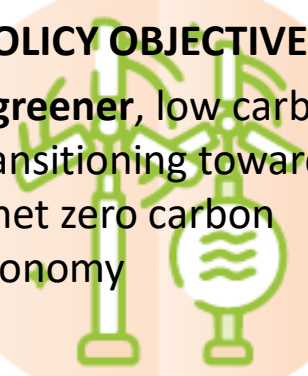 OLICY OBJECTIVE
greener, low carb
ansitioning towar
net zero carbon
onomy